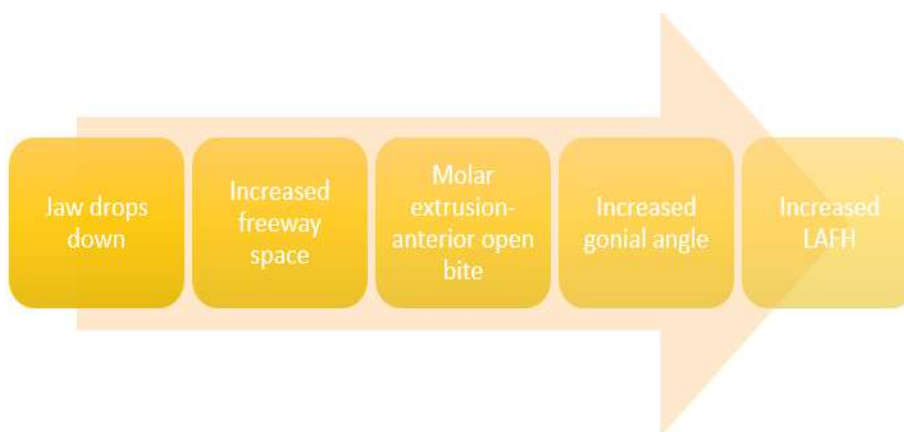 Jaw drops
down
Increased
freeway
space
Molar
extrusion-
anterior open
bite
Increased
gonial angle
Increased
LAFH